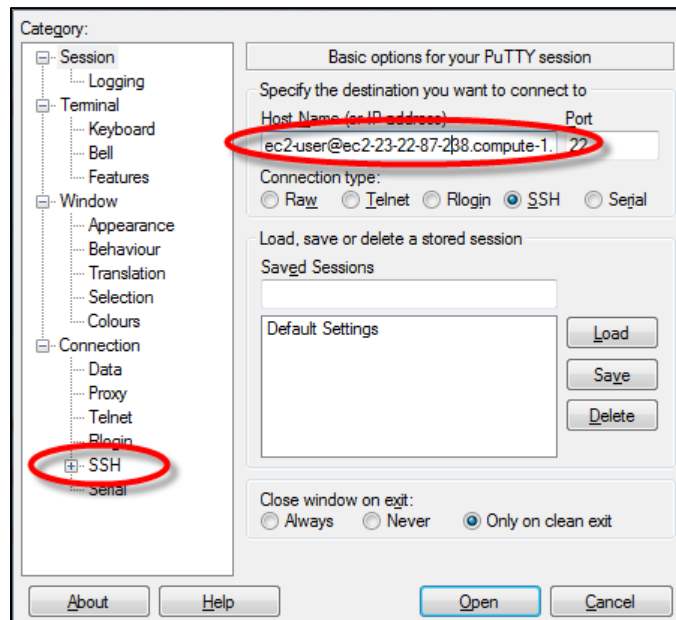 Category:
Session
Logging
Terminal
Keyboard
Bell
Features
Window
Appearance
Behaviour
Translation
Selection
Colours
Connection
Data
Proxy
Telnet
Rlogin
SSH
Serial
Basic options for your PuTTY session
Specify the destination you want to connect to
Host Name (or IP address) Port
ec2-user@ec2-23-22-87-238.compute-1. 22
Connection type:
Raw Telnet Rlogin SSH Serial
Load, save or delete a stored session
Saved Sessions
Default Settings
Load
Save
Delete
Close window on exit:
Always Never Only on clean exit
About Help Open Cancel